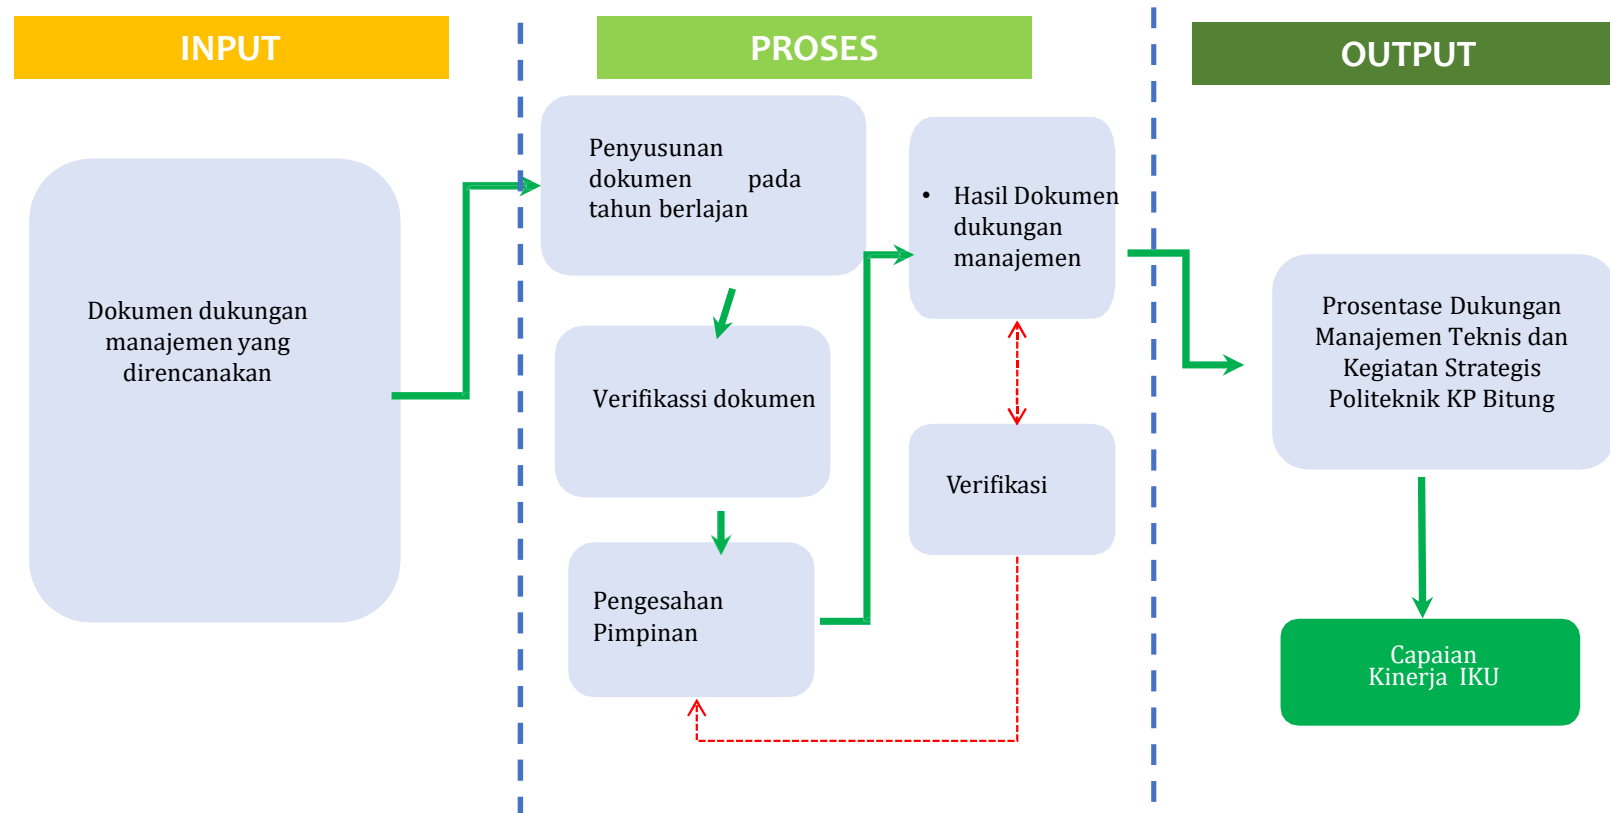 INPUT
PROSES
OUTPUT
Dokumen dukungan
manajemen yang
direncanakan
Penyusunan
dokumen pada
tahun berlajan
Verifikassi dokumen
Pengesahan
Pimpinan
• Hasil Dokumen
dukungan
manajemen
Verifikasi
Prosentase Dukungan
Manajemen Teknis dan
Kegiatan Strategis
Politeknik KP Bitung
Capaian
Kinerja IKU